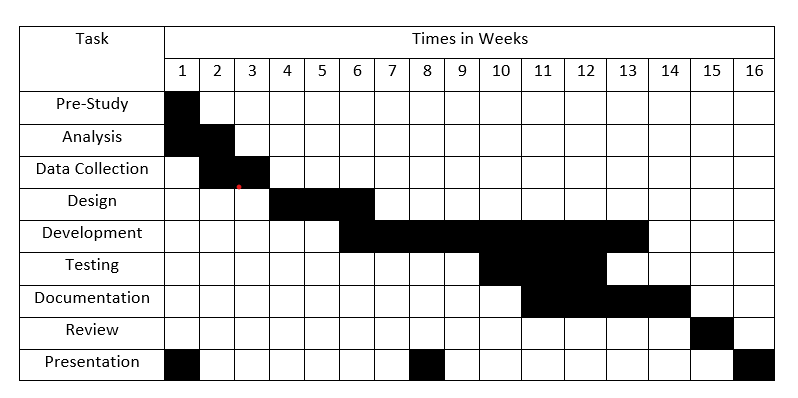 Task
Times in Weeks
1 2 3 4 5 6 7 8 9 10 11 12 13 14 15 16
Pre-Study
Analysis
Data Collection
Design
Development
Testing
Documentation
Review
Presentation